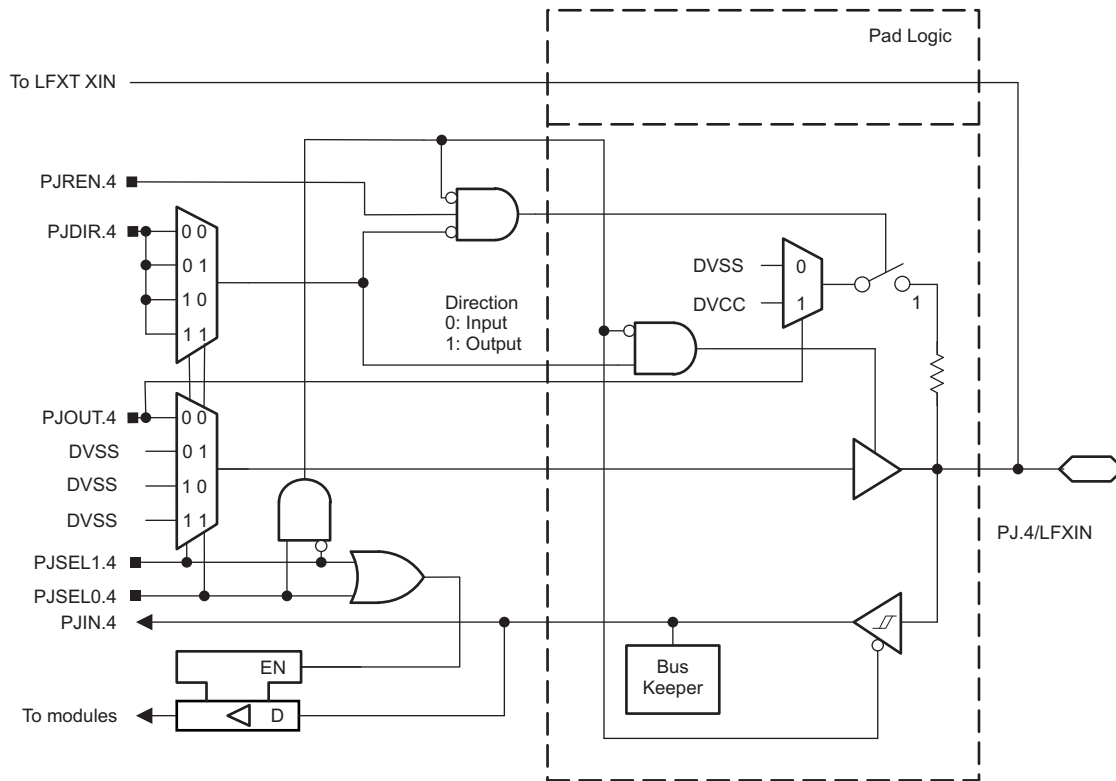 Pad Logic
To LFXT XIN
PJREN.4
PJDIR.4
0 0
0 1
1 0
1 1
Direction
0: Input
1: Output
DVSS
0
DVCC
1
1
PJOUT.4
0 0
DVSS
0 1
DVSS
1 0
DVSS
1 1
PJSEL1.4
PJSEL0.4
PJIN.4
PJ.4/LFXIN
EN
D
To modules
Bus
Keeper